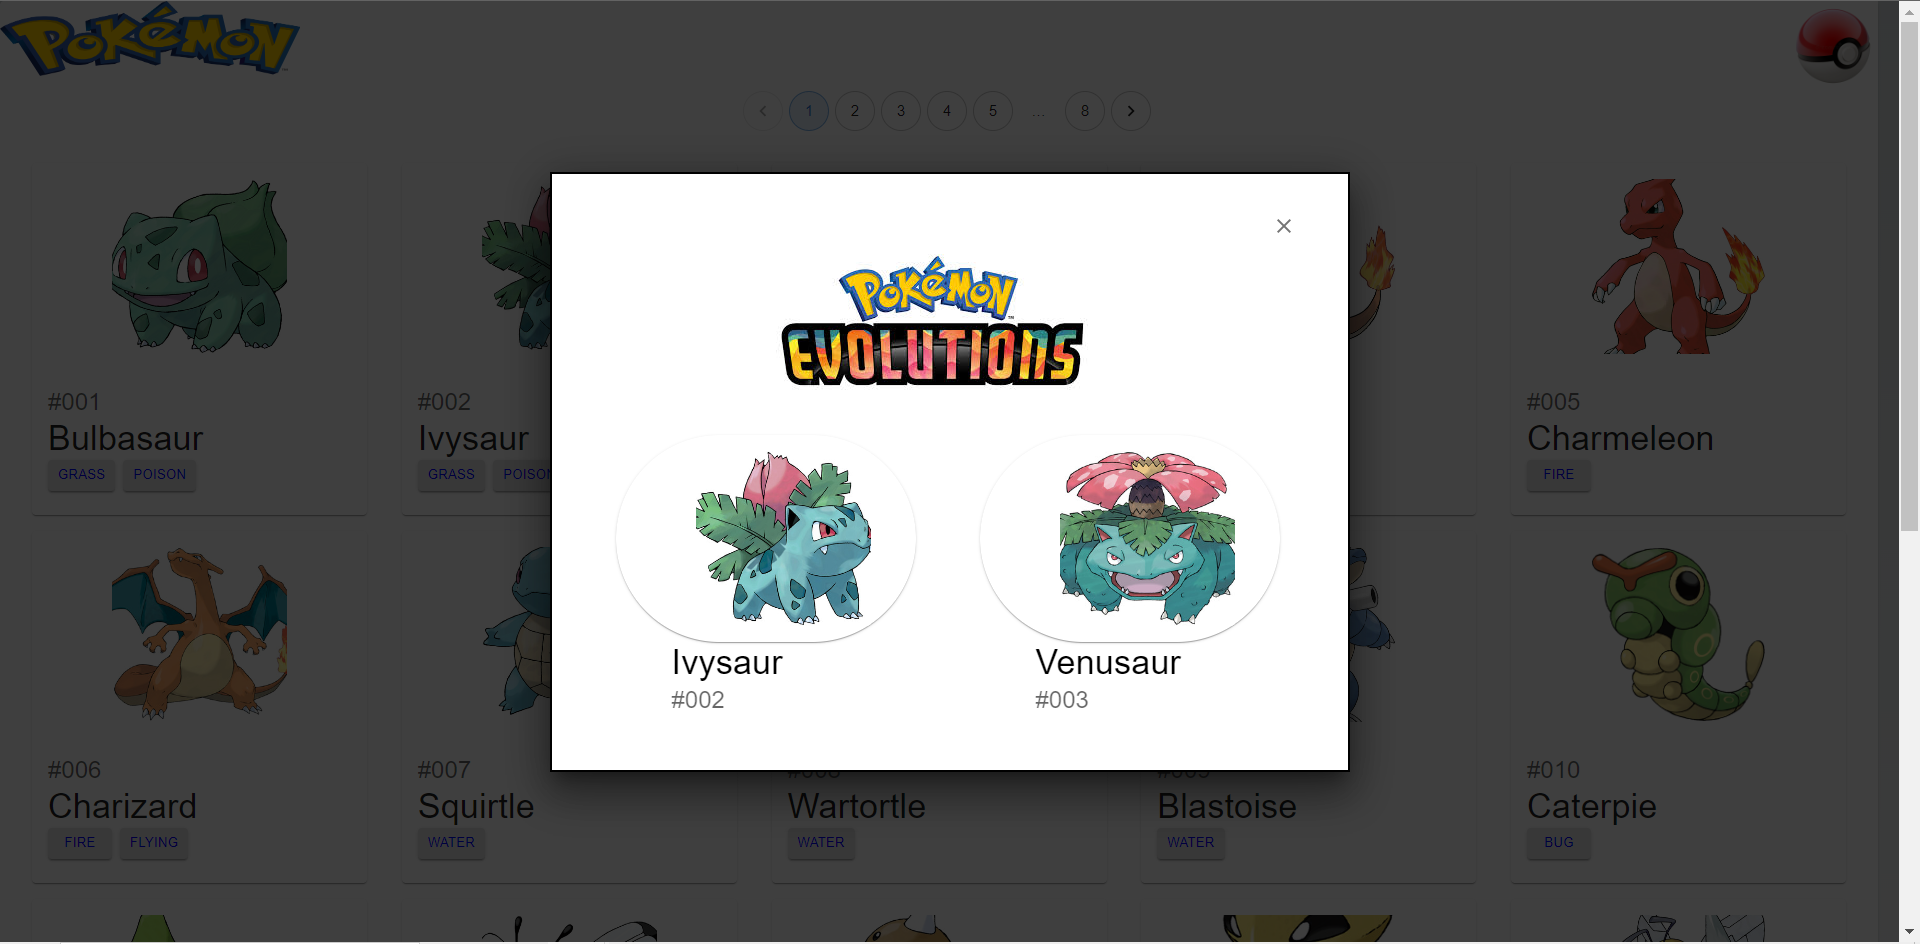 POKéMON
1 2 3 4 5 ... 8
POKéMON
EVOLUTIONS
Ivysaur
#002
Venusaur
#003
#001
Bulbasaur
GRASS POISON
#002
Ivysaur
GRASS
#005
Charmeleon
FIRE
#006
Charizard
FIRE FLYING
#007
Squirtle
WATER
Wartortle
WATER
Blastoise
WATER
#010
Caterpie
BUG